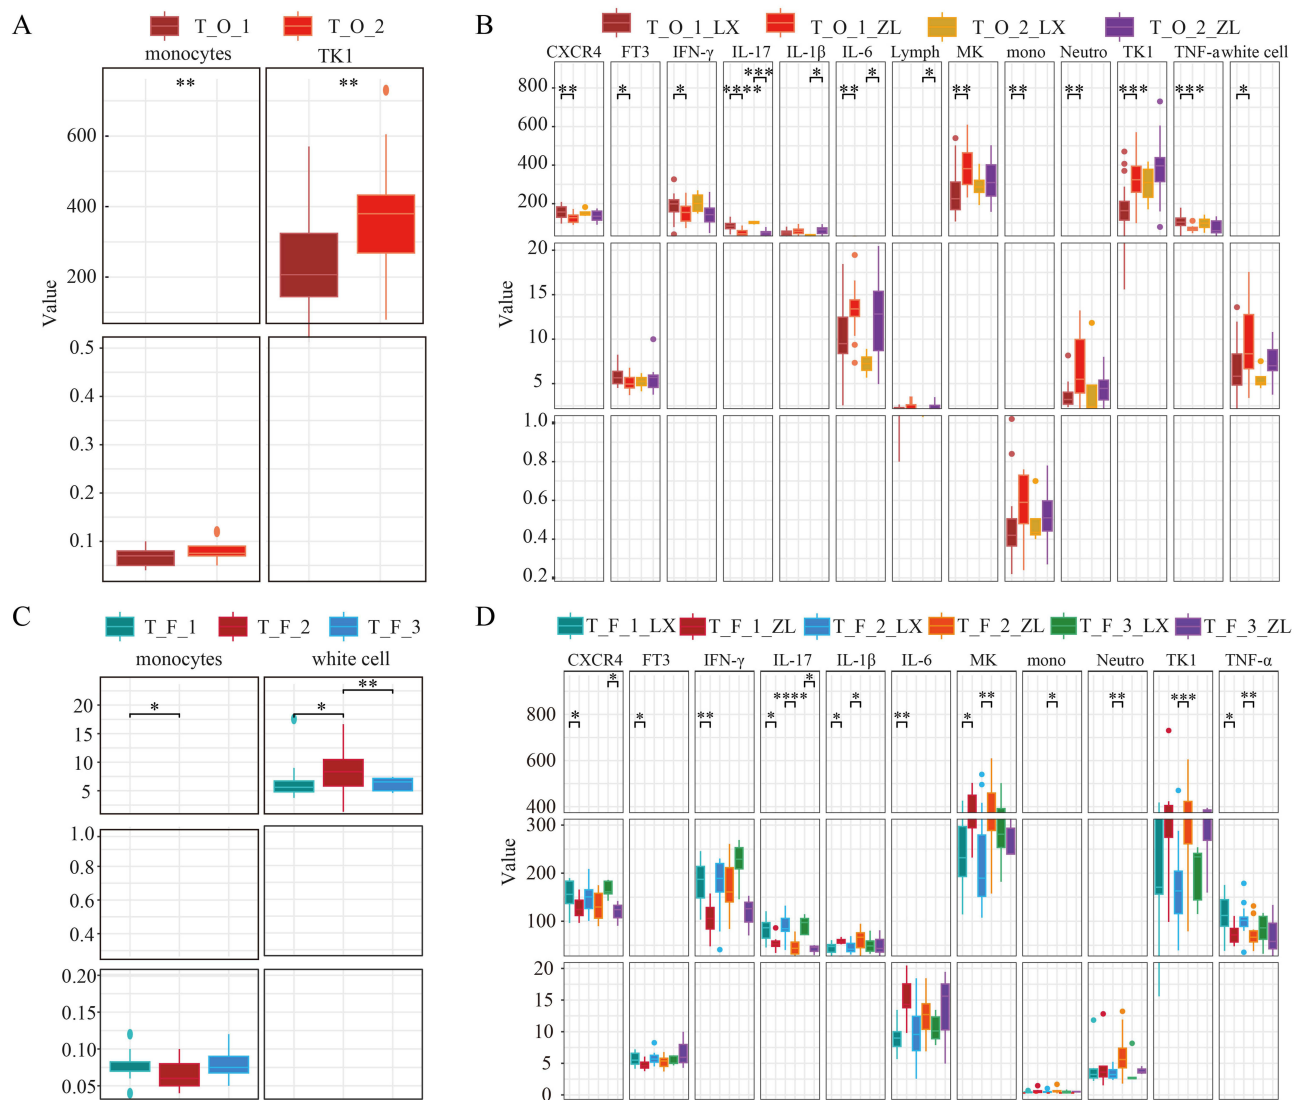 A
T_O_1 T_O_2
monocytes TK1
** **
Value
600
400
200
0.5
0.4
0.3
0.2
0.1
B
T_O_1_LX T_O_1_ZL T_O_2_LX T_O_2_ZL
CXCR4 FT3 IFN-γ IL-17 IL-1β IL-6 Lymph MK mono Neutro TK1 TNF-a white cell
*** * * *
** * * **** ** ** ** ** *** *** *
Value
800
600
400
200
20
15
10
5
1.0
0.8
0.6
0.4
0.2
C
T_F_1 T_F_2 T_F_3
monocytes white cell
* * **
20
15
10
5
1.0
0.8
0.6
0.4
0.20
0.15
0.10
0.05
D
T_F_1_LX T_F_1_ZL T_F_2_LX T_F_2_ZL T_F_3_LX T_F_3_ZL
CXCR4 FT3 IFN-γ IL-17 IL-1β IL-6 MK mono Neutro TK1 TNF-α
* *
**** * ** * ** *** **
* * ** * * ** * *
Value
800
600
400
300
200
100
20
15
10
5
0